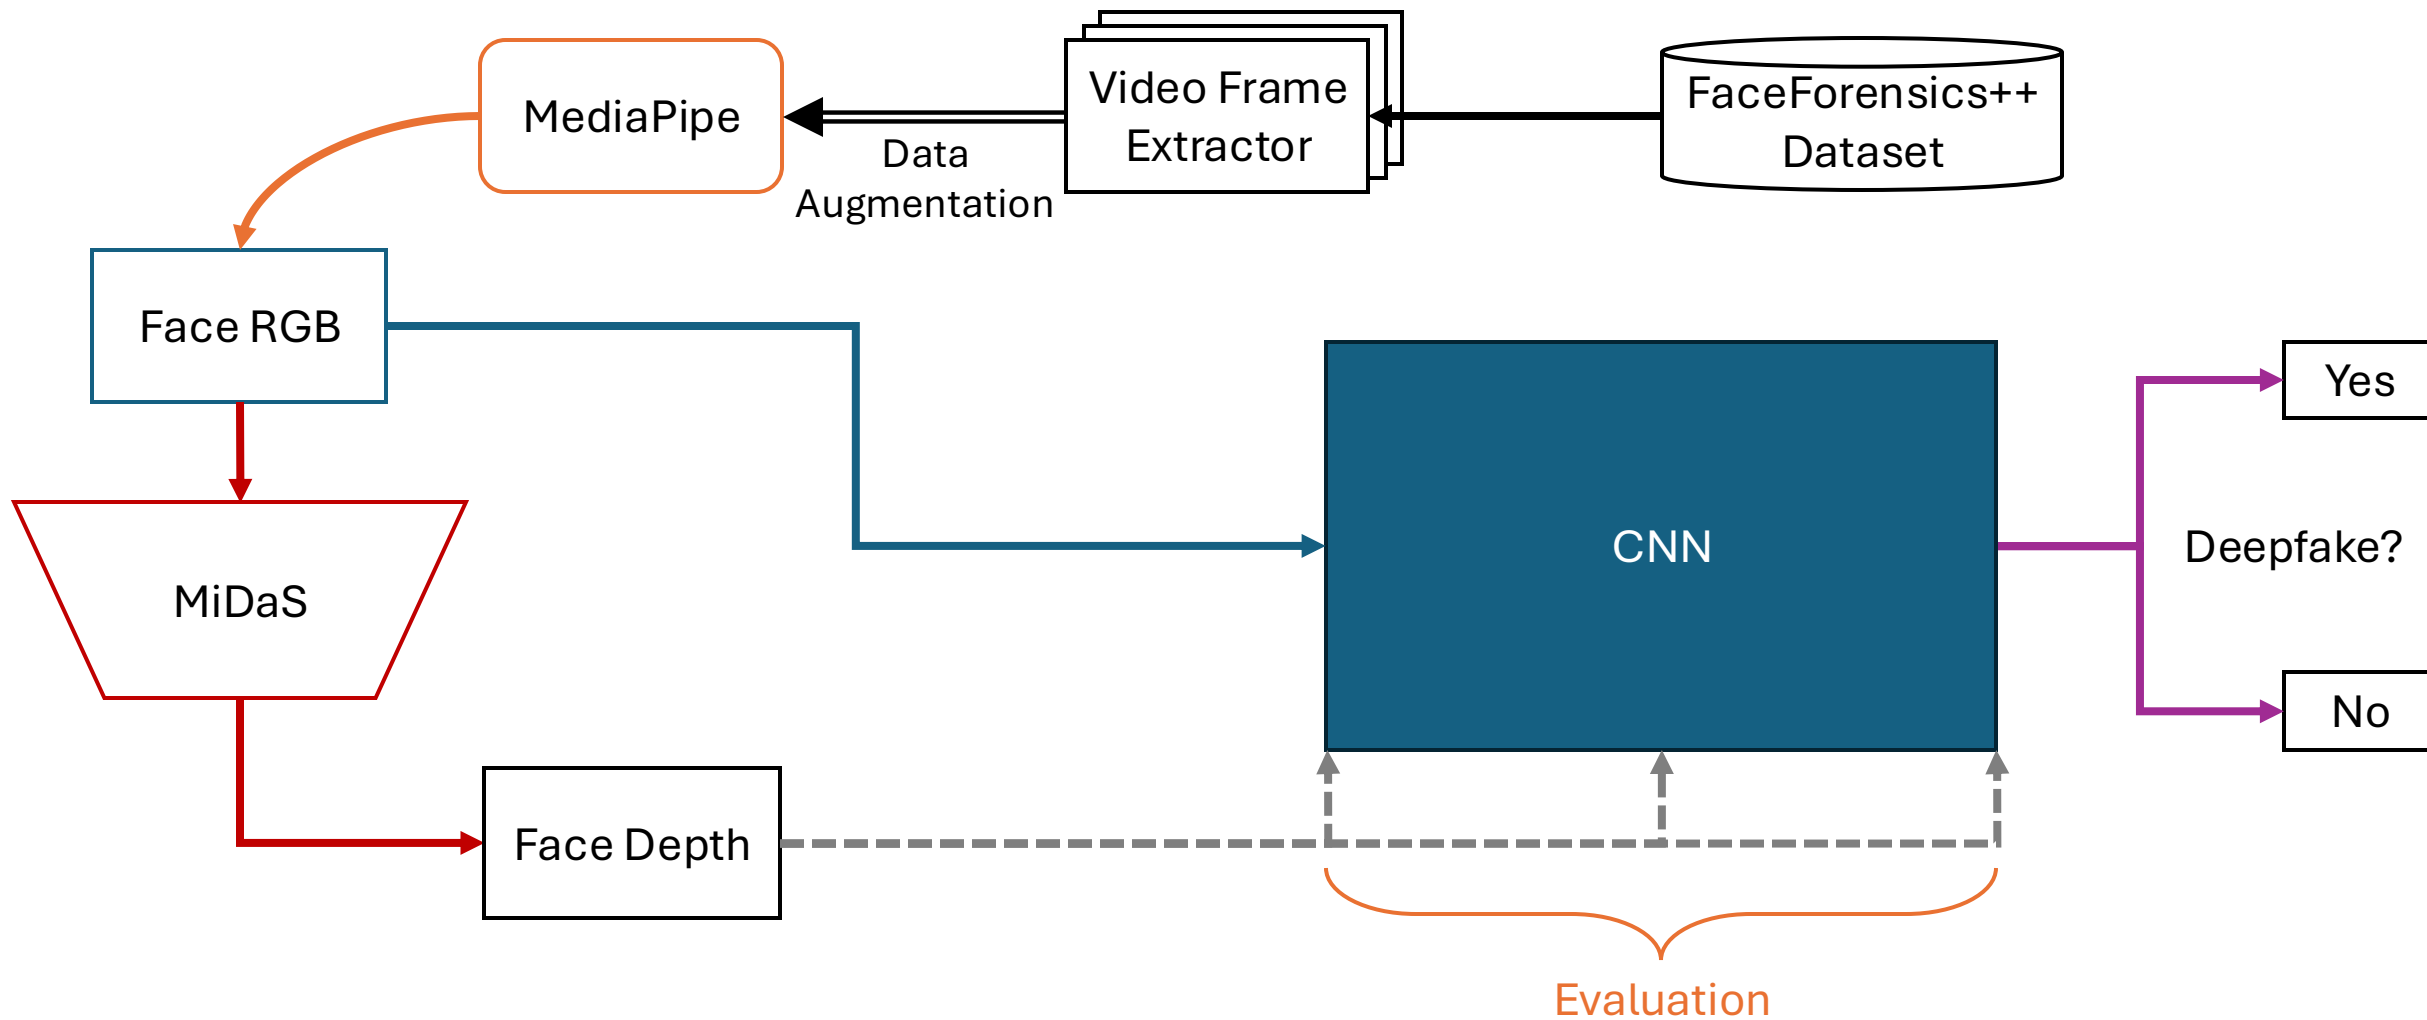 MediaPipe
Data
Augmentation
Video Frame
Extractor
FaceForensics++
Dataset
Face RGB
MiDaS
Face Depth
CNN
Yes
Deepfake?
No
Evaluation